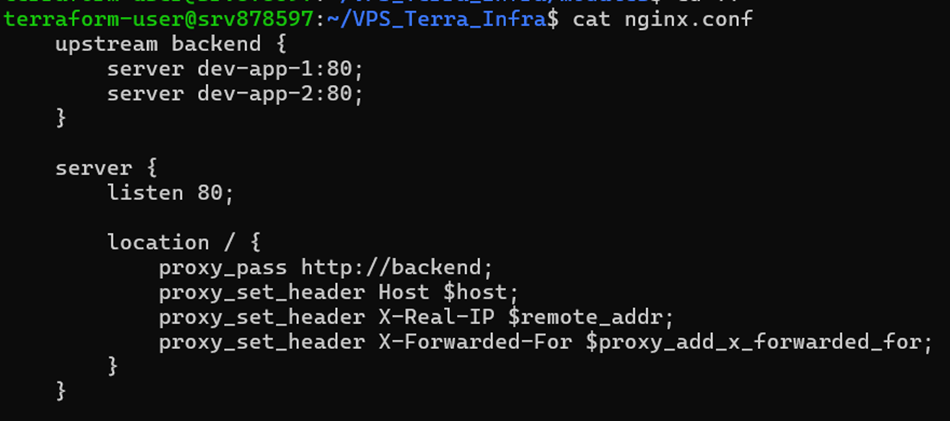 terraform-user@srv878597:~/VPS_Terra_Infra$ cat nginx.conf
    upstream backend {
        server dev-app-1:80;
        server dev-app-2:80;
    }

    server {
        listen 80;

        location / {
            proxy_pass http://backend;
            proxy_set_header Host $host;
            proxy_set_header X-Real-IP $remote_addr;
            proxy_set_header X-Forwarded-For $proxy_add_x_forwarded_for;
        }
    }